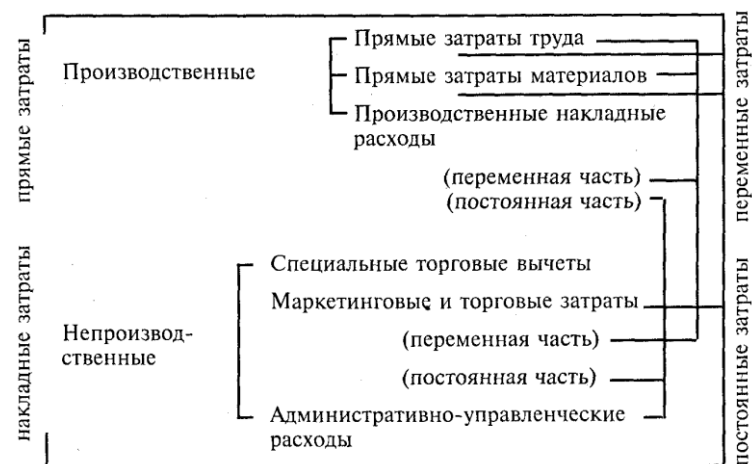 прямые затраты
накладные затраты
Производственные
Прямые затраты труда
Прямые затраты материалов
Производственные накладные
расходы
(переменная часть)
(постоянная часть)
Непроизвод-
ственные
Специальные торговые вычеты
Маркетинговые и торговые затраты
(переменная часть)
(постоянная часть)
Административно-управленческие
расходы
переменные затраты
постоянные затраты